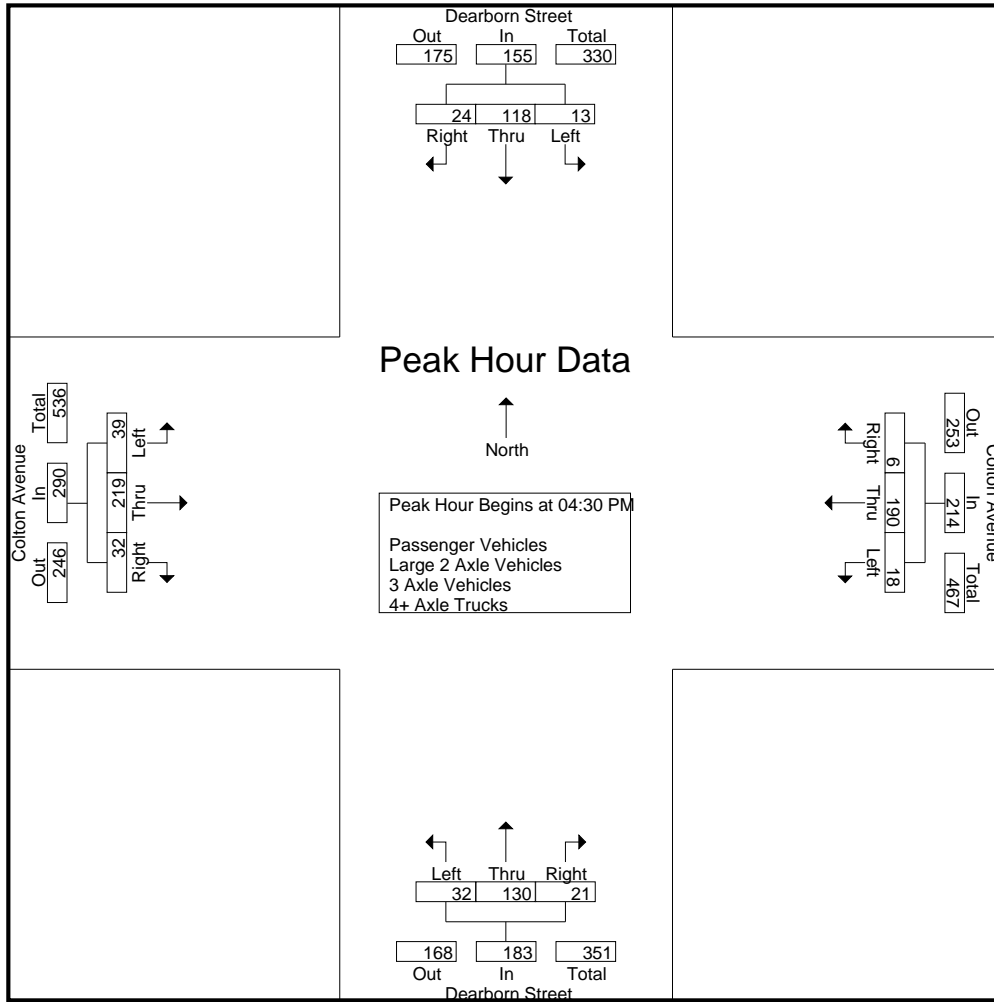 Dearborn Street
Out In Total
175 155 330
24 118 13
Right Thru Left
Peak Hour Data
North
Peak Hour Begins at 04:30 PM
Passenger Vehicles
Large 2 Axle Vehicles
3 Axle Vehicles
4+ Axle Trucks
Colton Avenue
Out In Total
246 290 536
32 219 39
Right Thru Left
Colton Avenue
Out In Total
253 214 467
6 190 18
Right Thru Left
Left Thru Right
32 130 21
168 183 351
Out In Total
Dearborn Street